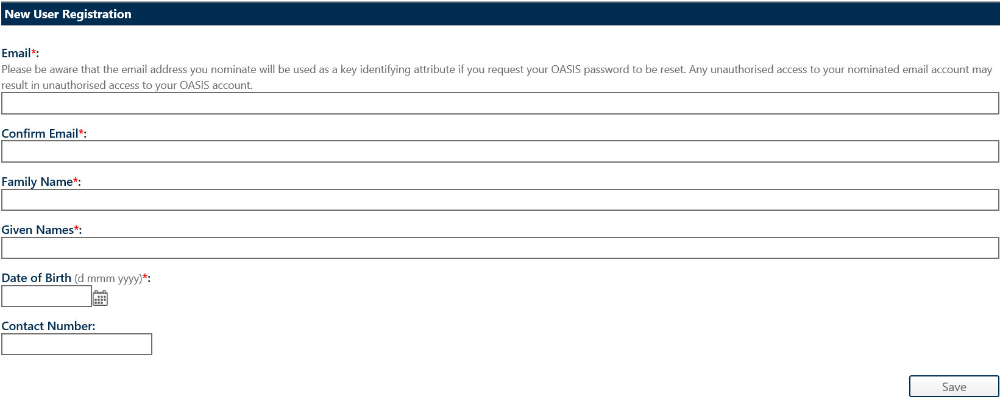 New User Registration
Email*:
Please be aware that the email address you nominate will be used as a key identifying attribute if you request your OASIS password to be reset. Any unauthorised access to your nominated email account may
result in unauthorised access to your OASIS account.
Confirm Email*:
Family Name*:
Given Names*:
Date of Birth (d mmm yyyy)*:
Contact Number:
Save